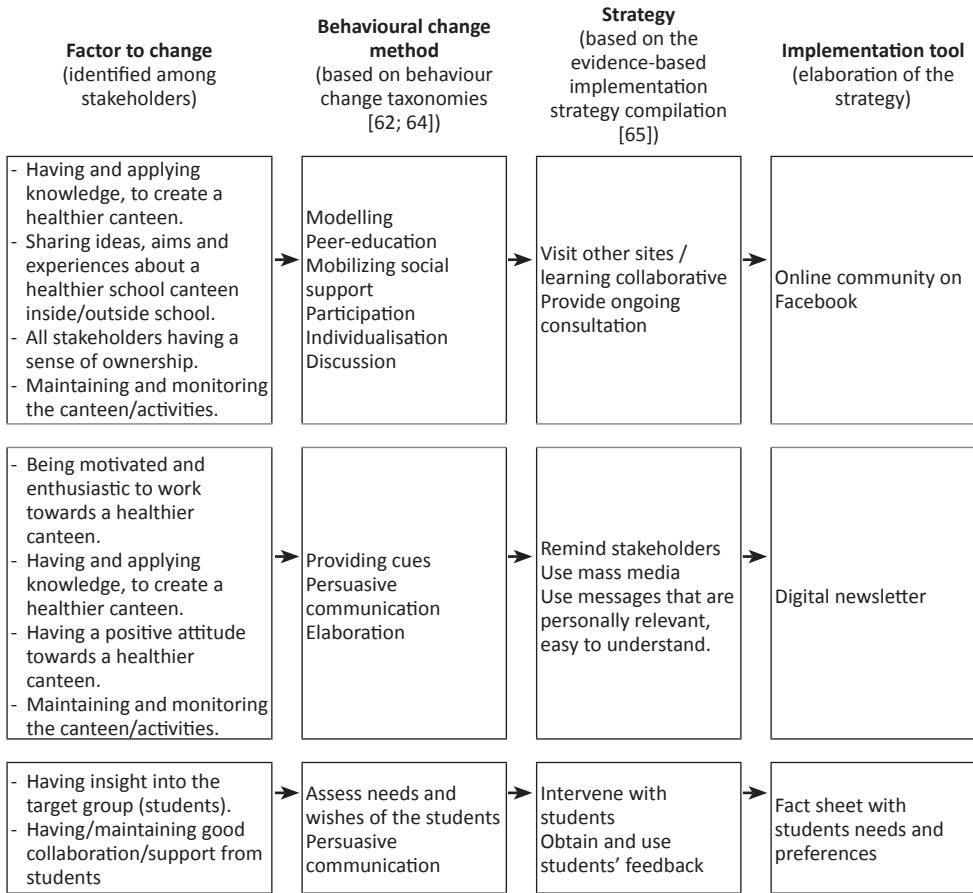 Factor to change
(identified among
stakeholders)
Behavioural change
method
(based on behaviour
change taxonomies
[62; 64])
Strategy
(based on the
evidence-based
implementation
strategy compilation
[65])
Implementation tool
(elaboration of the
strategy)
- Having and applying
knowledge, to create a
healthier canteen.
- Sharing ideas, aims and
experiences about a
healthier school canteen
inside/outside school.
- All stakeholders having a
sense of ownership.
- Maintaining and monitoring
the canteen/activities.
Modelling
Peer-education
Mobilizing social
support
Participation
Individualisation
Discussion
Visit other sites /
learning collaborative
Provide ongoing
consultation
Online community on
Facebook
- Being motivated and
enthusiastic to work
towards a healthier
canteen.
- Having and applying
knowledge, to create a
healthier canteen.
- Having a positive attitude
towards a healthier
canteen.
- Maintaining and monitoring
the canteen/activities.
Providing cues
Persuasive
communication
Elaboration
Remind stakeholders
Use mass media
Use messages that are
personally relevant,
easy to understand.
Digital newsletter
- Having insight into the
target group (students).
- Having/maintaining good
collaboration/support from
students
Assess needs and
wishes of the students
Persuasive
communication
Intervene with
students
Obtain and use
students’ feedback
Fact sheet with
students needs and
preferences